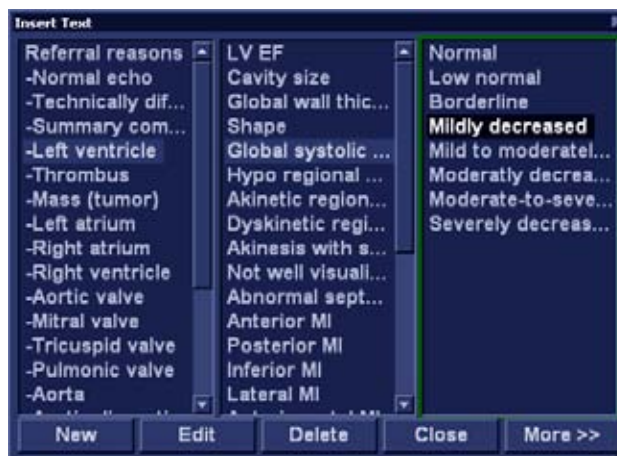 Insert Text
Referral reasons
-Normal echo
-Technically dif...
-Summary com...
-Left ventricle
-Thrombus
-Mass (tumor)
-Left atrium
-Right atrium
-Right ventricle
-Aortic valve
-Mitral valve
-Tricuspid valve
-Pulmonic valve
-Aorta
LV EF
Cavity size
Global wall thic...
Shape
Global systolic ...
Hypo regional ...
Akinetic region...
Dyskinetic regi...
Akinesis with s...
Not well visuali...
Abnormal sept...
Anterior MI
Posterior MI
Inferior MI
Lateral MI
Normal
Low normal
Borderline
Mildly decreased
Mild to moderatel...
Moderatly decrea...
Moderate-to-seve...
Severely decreas...
New Edit Delete Close More >>